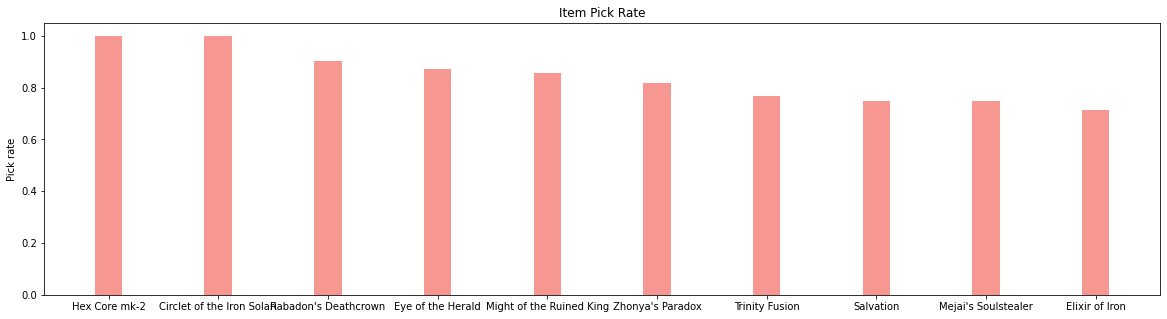 Item Pick Rate
Pick rate
1.0
0.8
0.6
0.4
0.2
0.0
Hex Core mk-2 Circlet of the Iron Solari Rabadon's Deathcrown Eye of the Herald Might of the Ruined King Zhonya's Paradox Trinity Fusion Salvation Mejai's Soulstealer Elixir of Iron